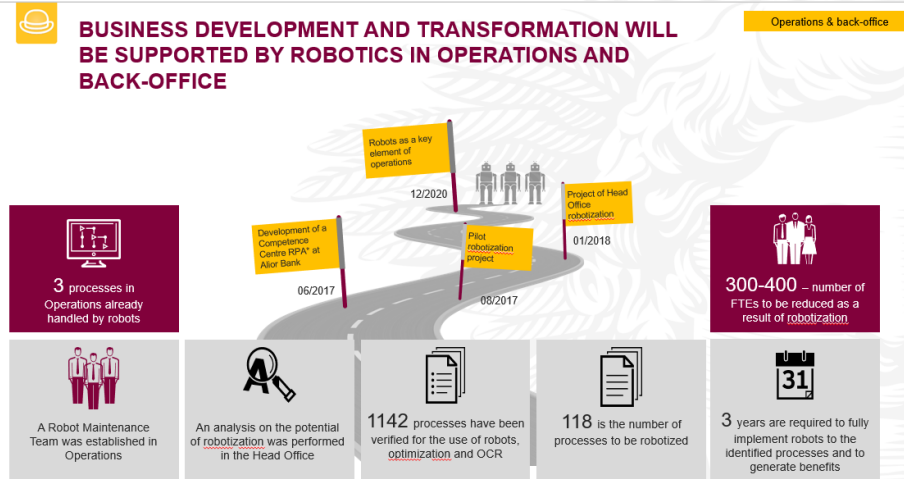 Operations & back-office
BUSINESS DEVELOPMENT AND TRANSFORMATION WILL
BE SUPPORTED BY ROBOTICS IN OPERATIONS AND
BACK-OFFICE
Robots as a key
element of
operations
12/2020
Project of Head
Office
robotization
01/2018
Development of a
Competence
Centre RPA* at
Alior Bank
06/2017
Pilot
robotization
project
08/2017
3 processes in
Operations already
handled by robots
300-400 – number of
FTEs to be reduced as a
result of robotization
A Robot Maintenance
Team was established in
Operations
An analysis on the potential
of robotization was performed
in the Head Office
1142 processes have been
verified for the use of robots,
optimization and OCR
118 is the number of
processes to be robotized
31
3 years are required to fully
implement robots to the
identified processes and to
generate benefits